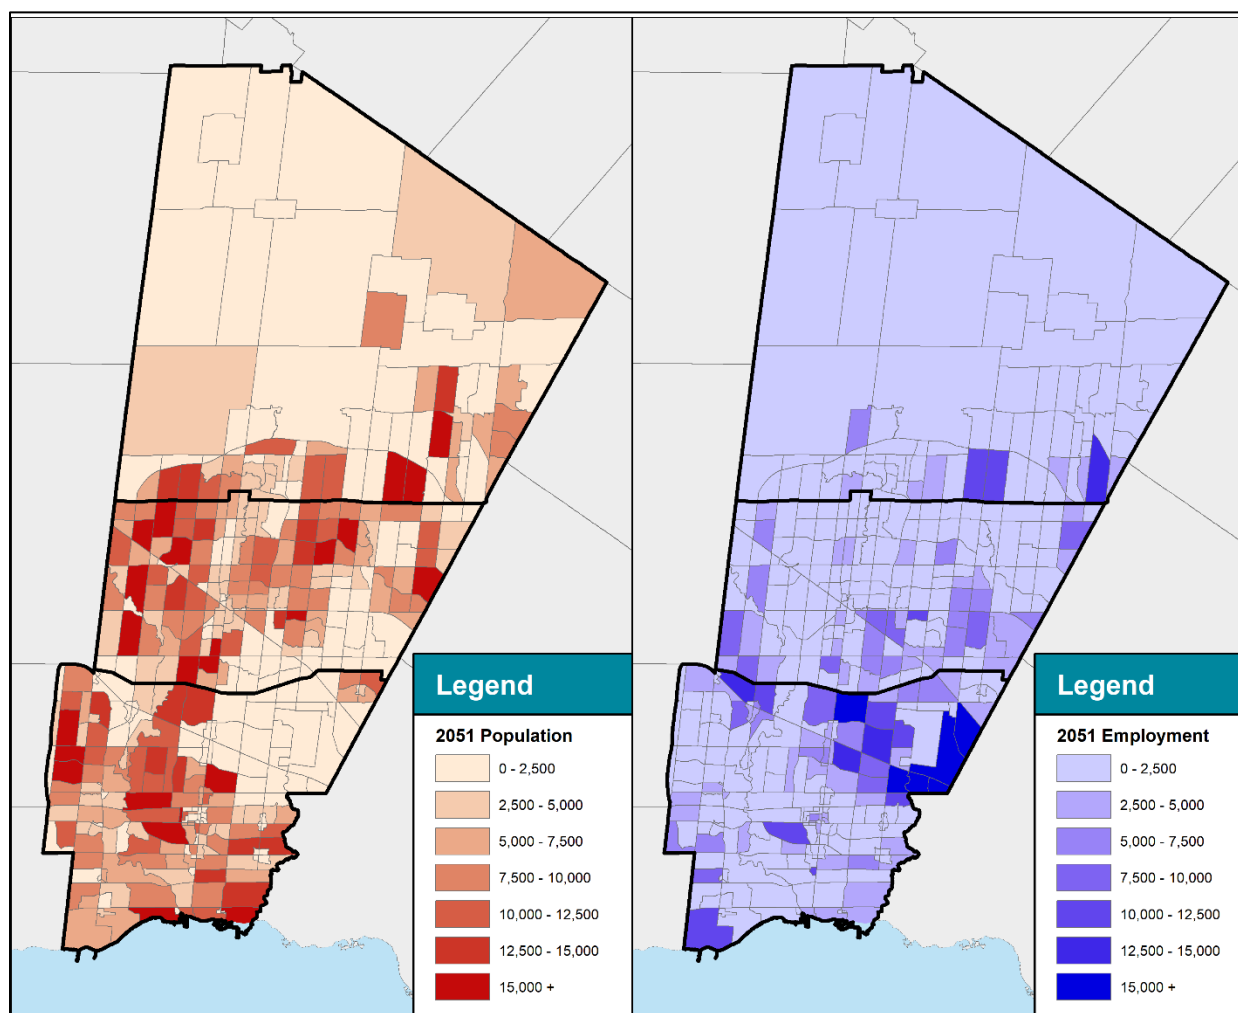 Legend
2051 Population
0 - 2,500
2,500 - 5,000
5,000 - 7,500
7,500 - 10,000
10,000 - 12,500
12,500 - 15,000
15,000 +
Legend
2051 Employment
0 - 2,500
2,500 - 5,000
5,000 - 7,500
7,500 - 10,000
10,000 - 12,500
12,500 - 15,000
15,000 +